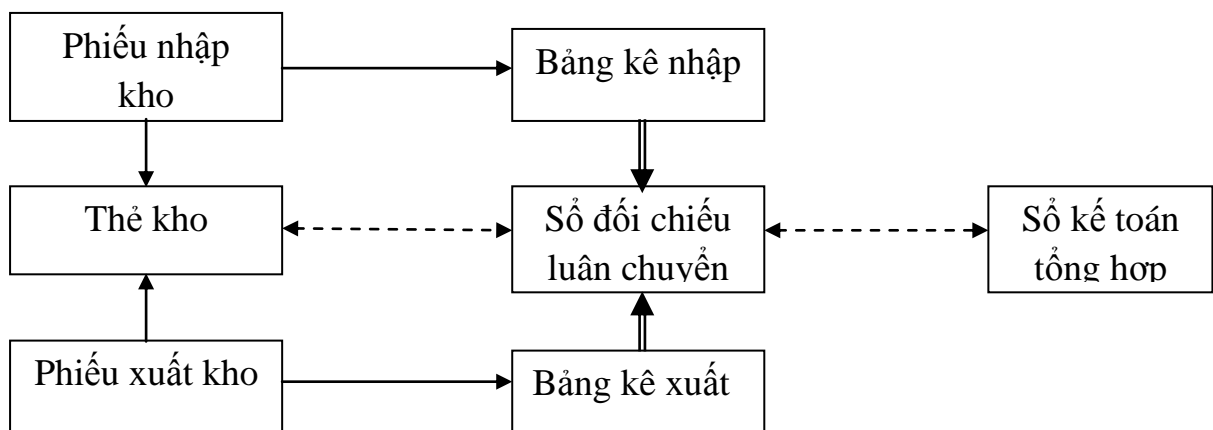 Phiếu nhập
kho
Bảng kê nhập
Thẻ kho
Sổ đối chiếu
luân chuyển
Sổ kế toán
tổng hợp
Phiếu xuất kho
Bảng kê xuất